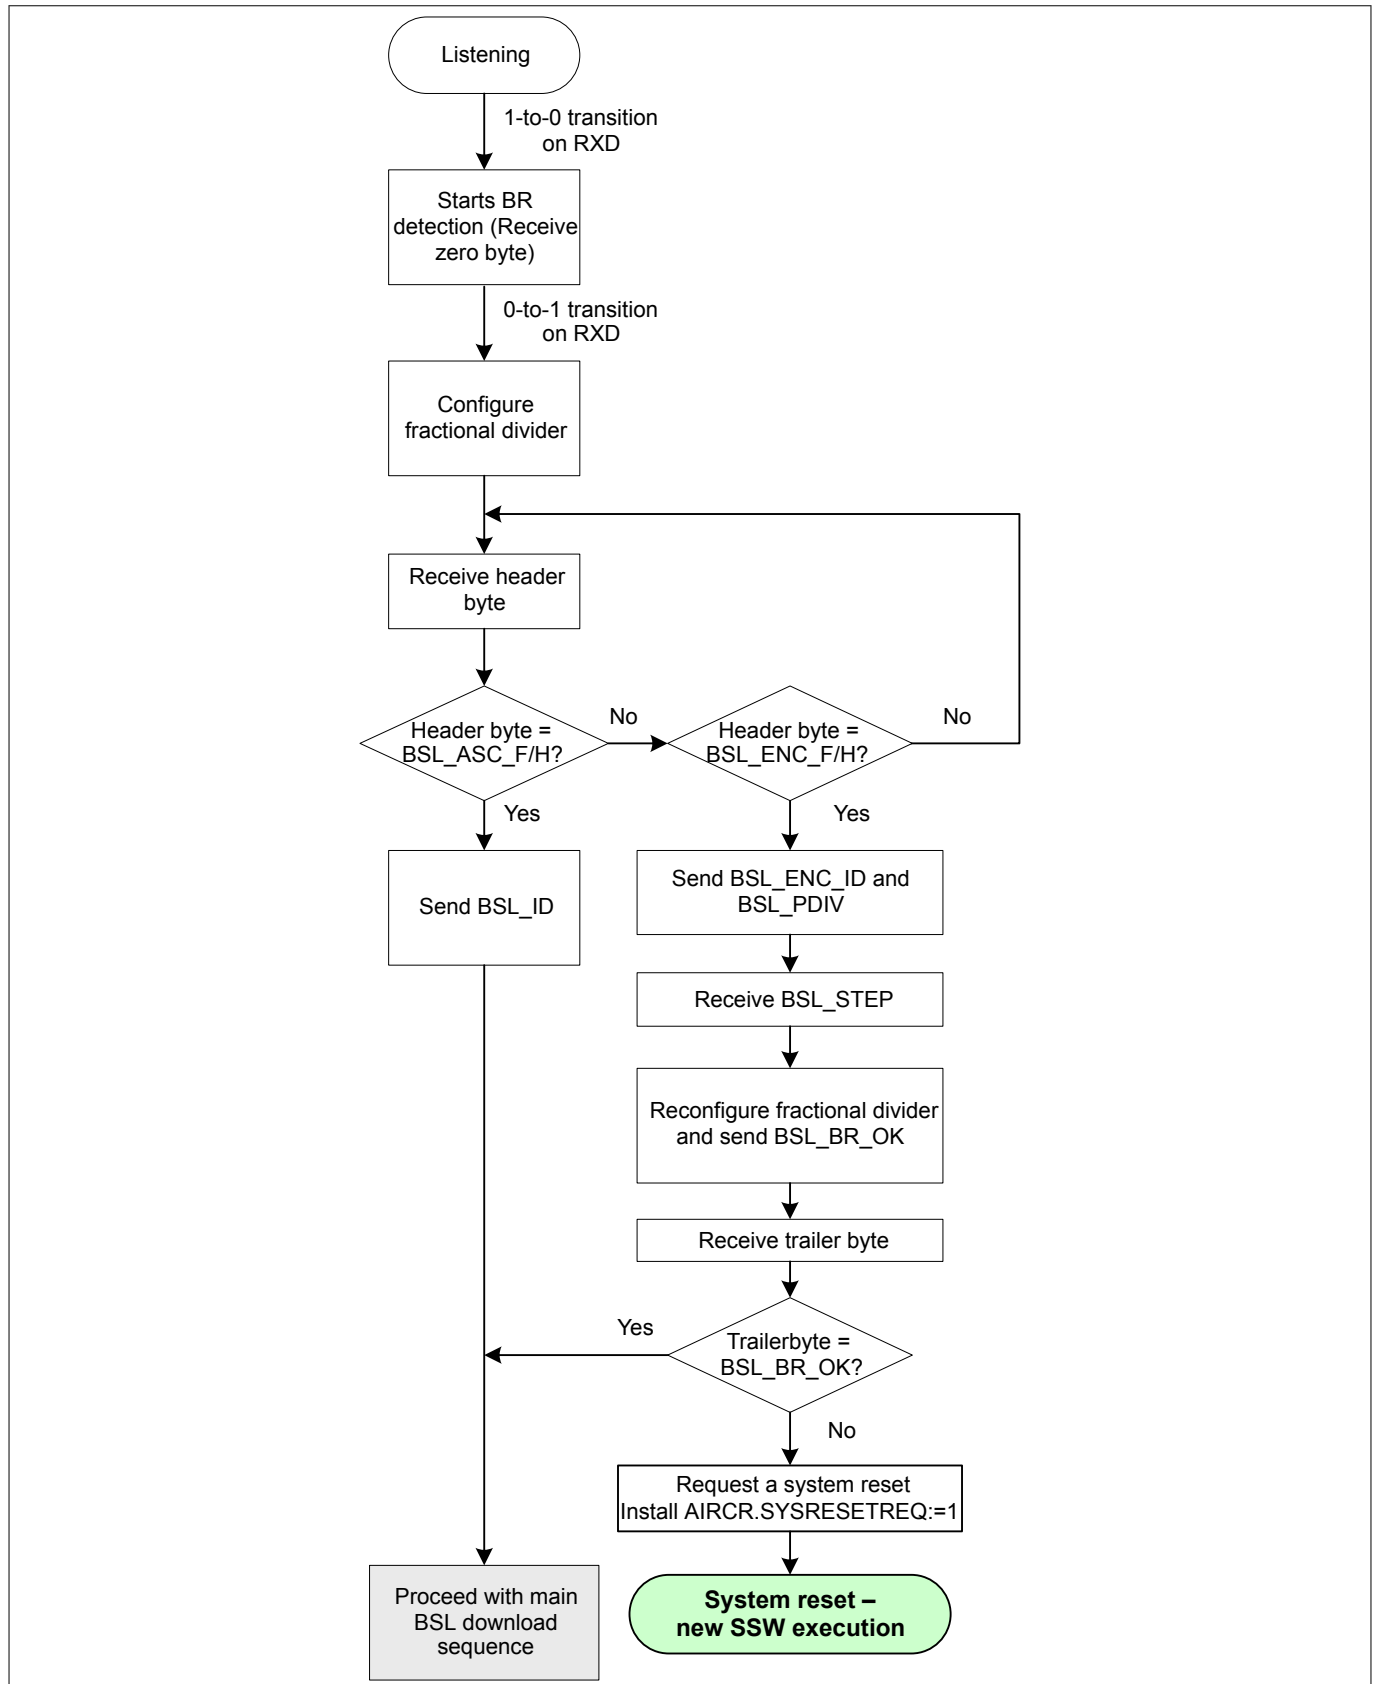 Listening
1-to-0 transition
on RXD
Starts BR
detection (Receive
zero byte)
0-to-1 transition
on RXD
Configure
fractional divider
Receive header
byte
Header byte =
BSL_ASC_F/H?
No
Header byte =
BSL_ENC_F/H?
No
Yes
Yes
Send BSL_ID
Send BSL_ENC_ID and
BSL_PDIV
Receive BSL_STEP
Reconfigure fractional divider
and send BSL_BR_OK
Receive trailer byte
Yes
Trailerbyte =
BSL_BR_OK?
No
Request a system reset
Install AIRCR.SYSRESETREQ:=1
Proceed with main
BSL download
sequence
System reset –
new SSW execution